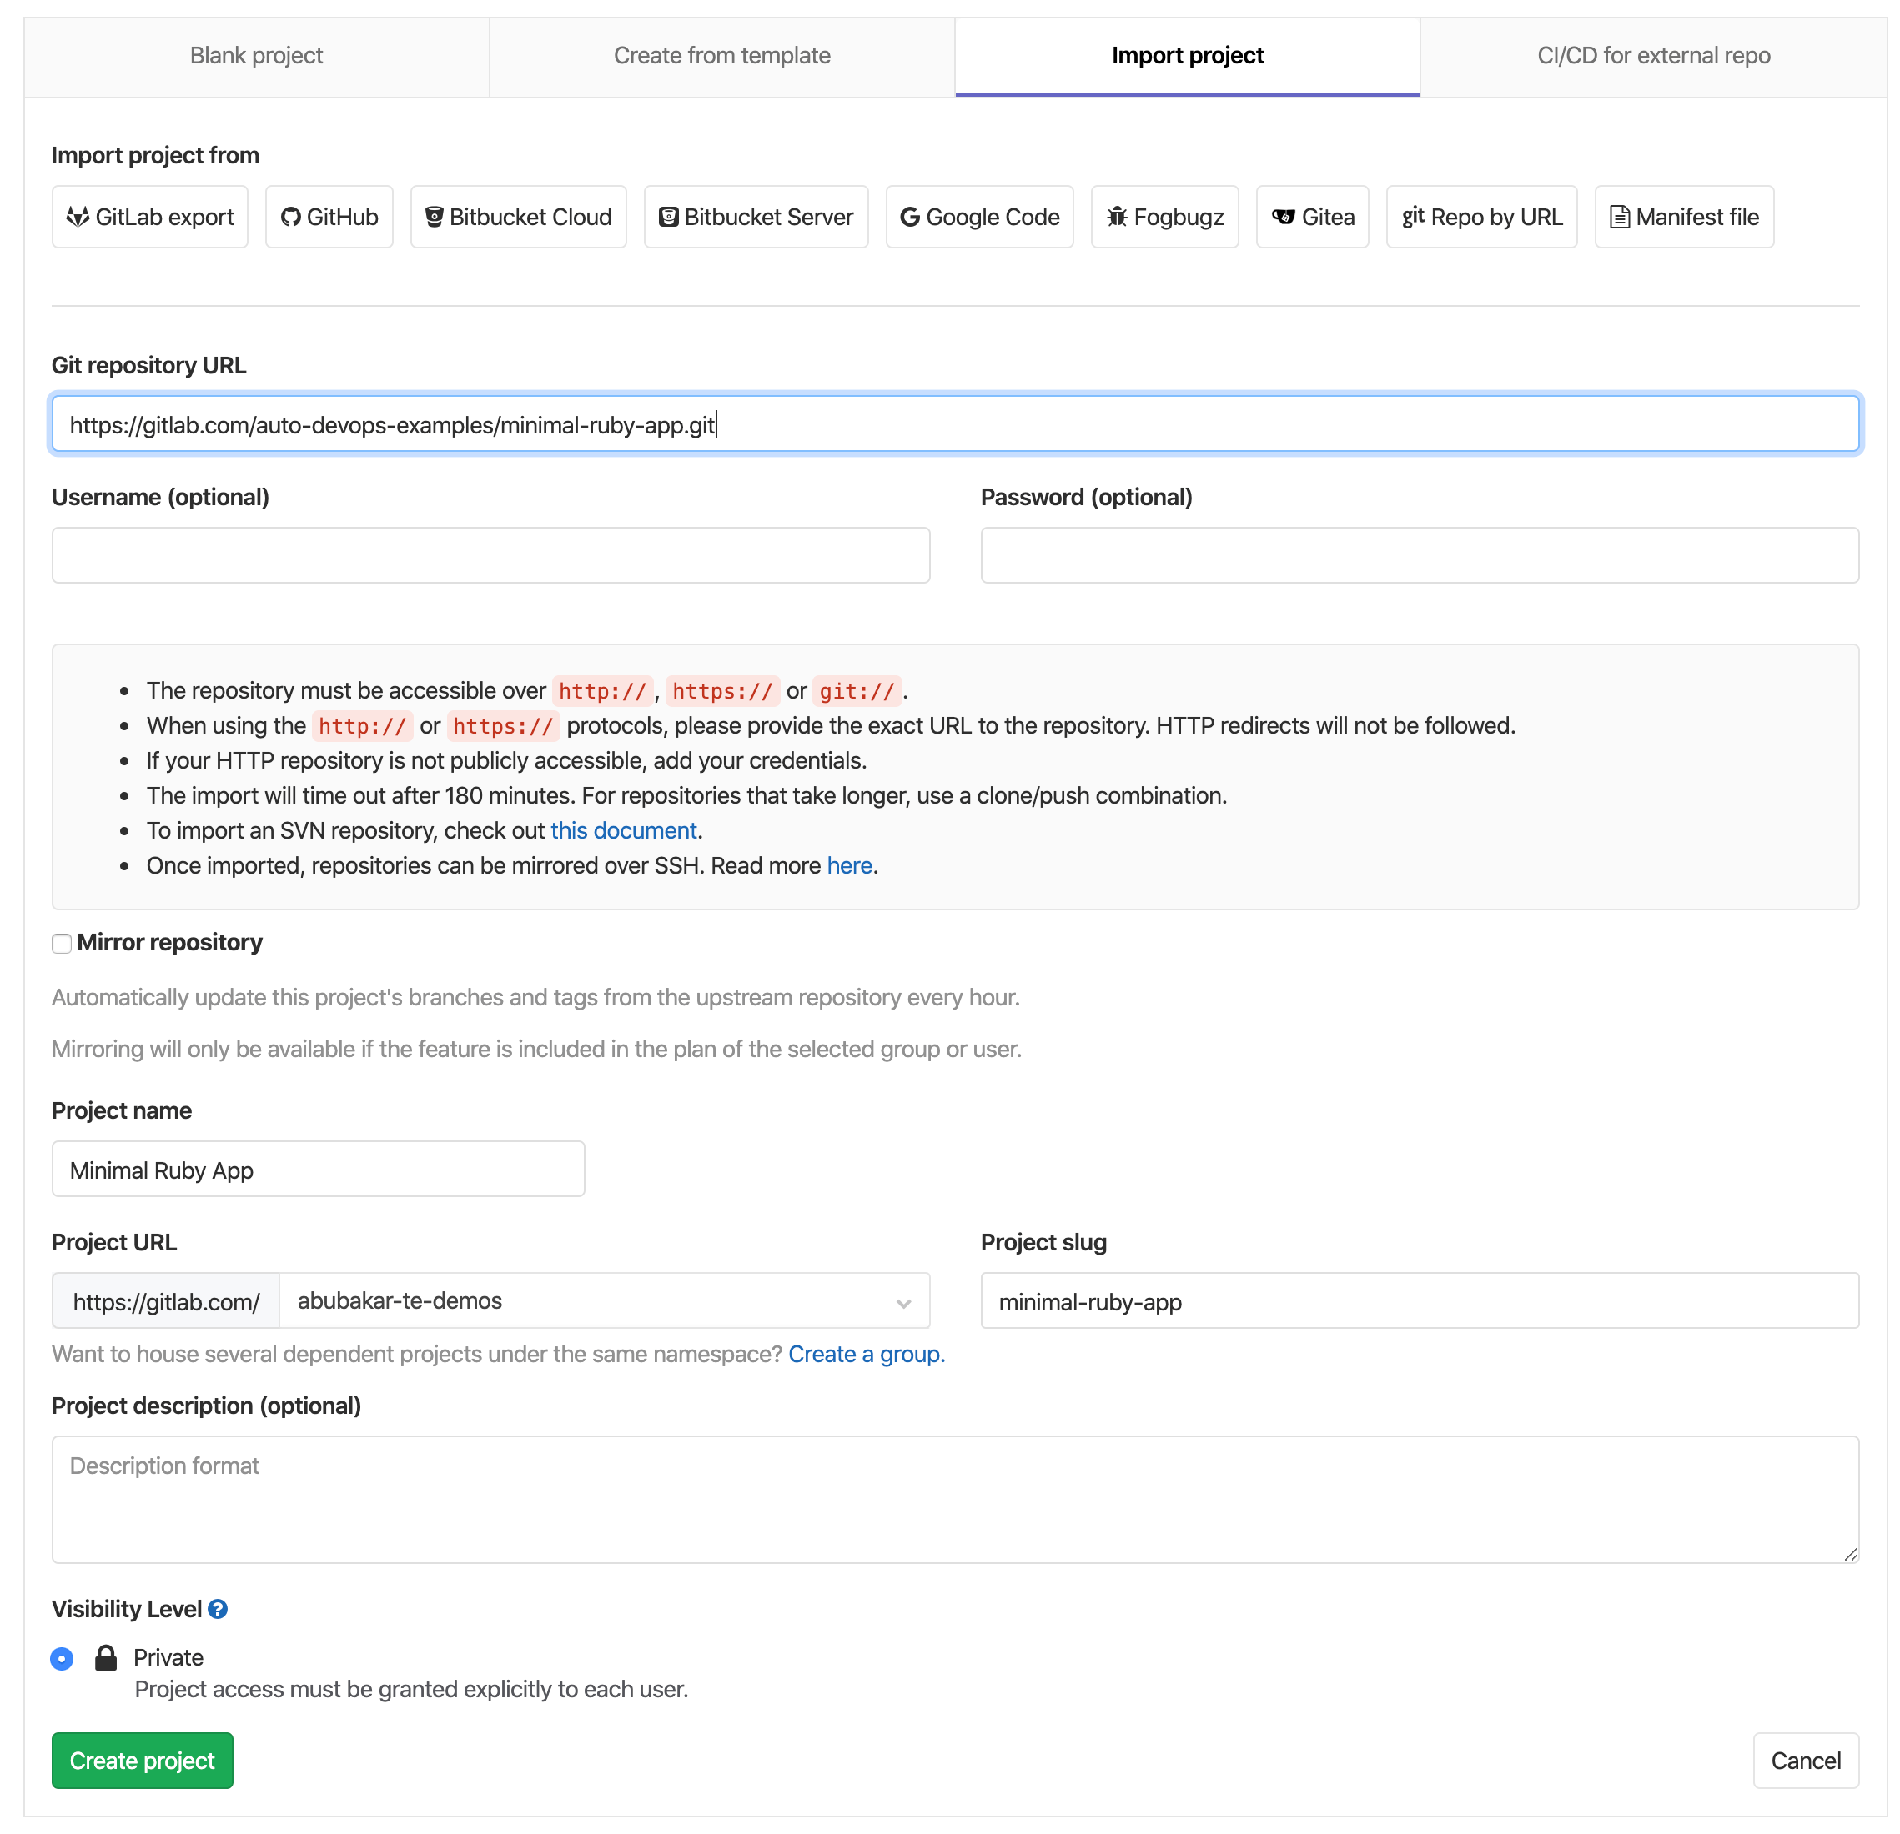 Blank project
Create from template
Import project
CI/CD for external repo
Import project from
GitLab export
GitHub
Bitbucket Cloud
Bitbucket Server
Google Code
Fogbugz
Gitea
git Repo by URL
Manifest file
Git repository URL
https://gitlab.com/auto-devops-examples/minimal-ruby-app.git
Username (optional)
Password (optional)
• The repository must be accessible over http://, https:// or git://.
• When using the http:// or https:// protocols, please provide the exact URL to the repository. HTTP redirects will not be followed.
• If your HTTP repository is not publicly accessible, add your credentials.
• The import will time out after 180 minutes. For repositories that take longer, use a clone/push combination.
• To import an SVN repository, check out this document.
• Once imported, repositories can be mirrored over SSH. Read more here.
Mirror repository
Automatically update this project's branches and tags from the upstream repository every hour.
Mirroring will only be available if the feature is included in the plan of the selected group or user.
Project name
Minimal Ruby App
Project URL
https://gitlab.com/ abubakar-te-demos
Project slug
minimal-ruby-app
Want to house several dependent projects under the same namespace? Create a group.
Project description (optional)
Description format
Visibility Level ?
Private
Project access must be granted explicitly to each user.
Create project
Cancel